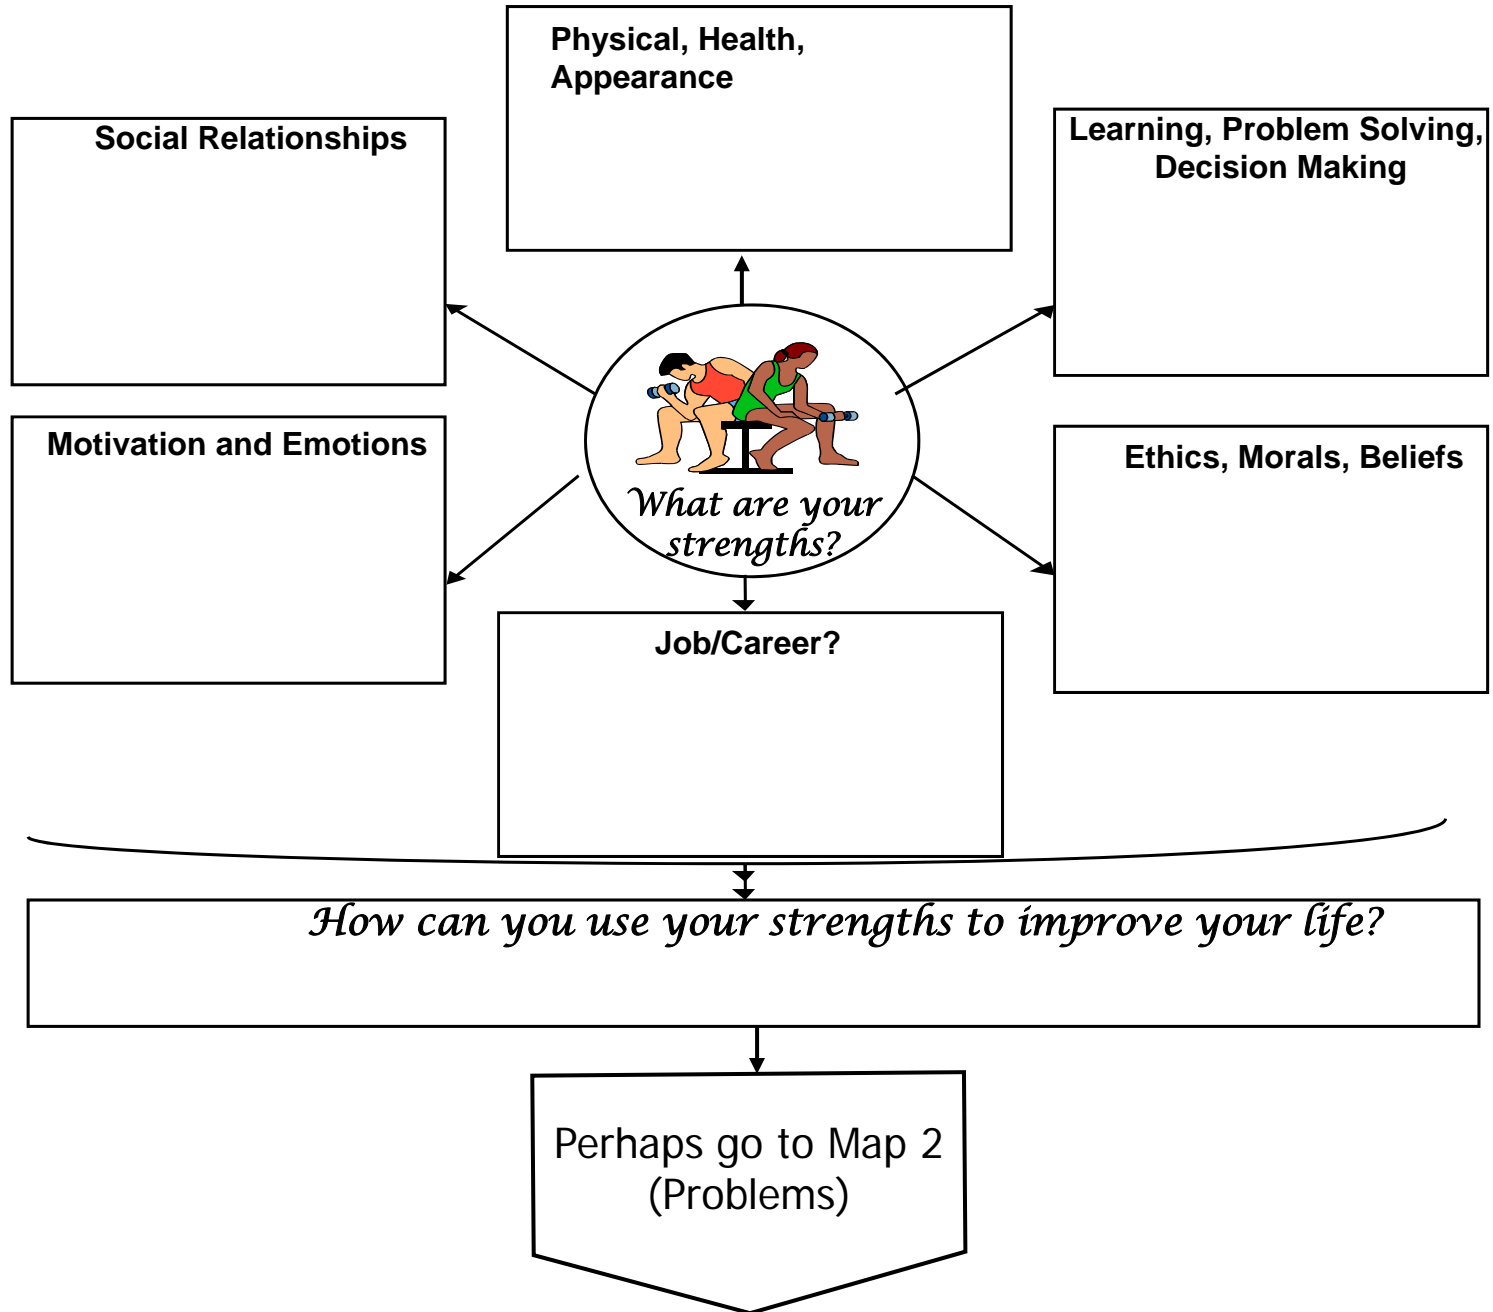 Physical, Health,
Appearance
Social Relationships
Learning, Problem Solving,
Decision Making
Motivation and Emotions
Ethics, Morals, Beliefs
What are your
strengths?
Job/Career?
How can you use your strengths to improve your life?
Perhaps go to Map 2
(Problems)